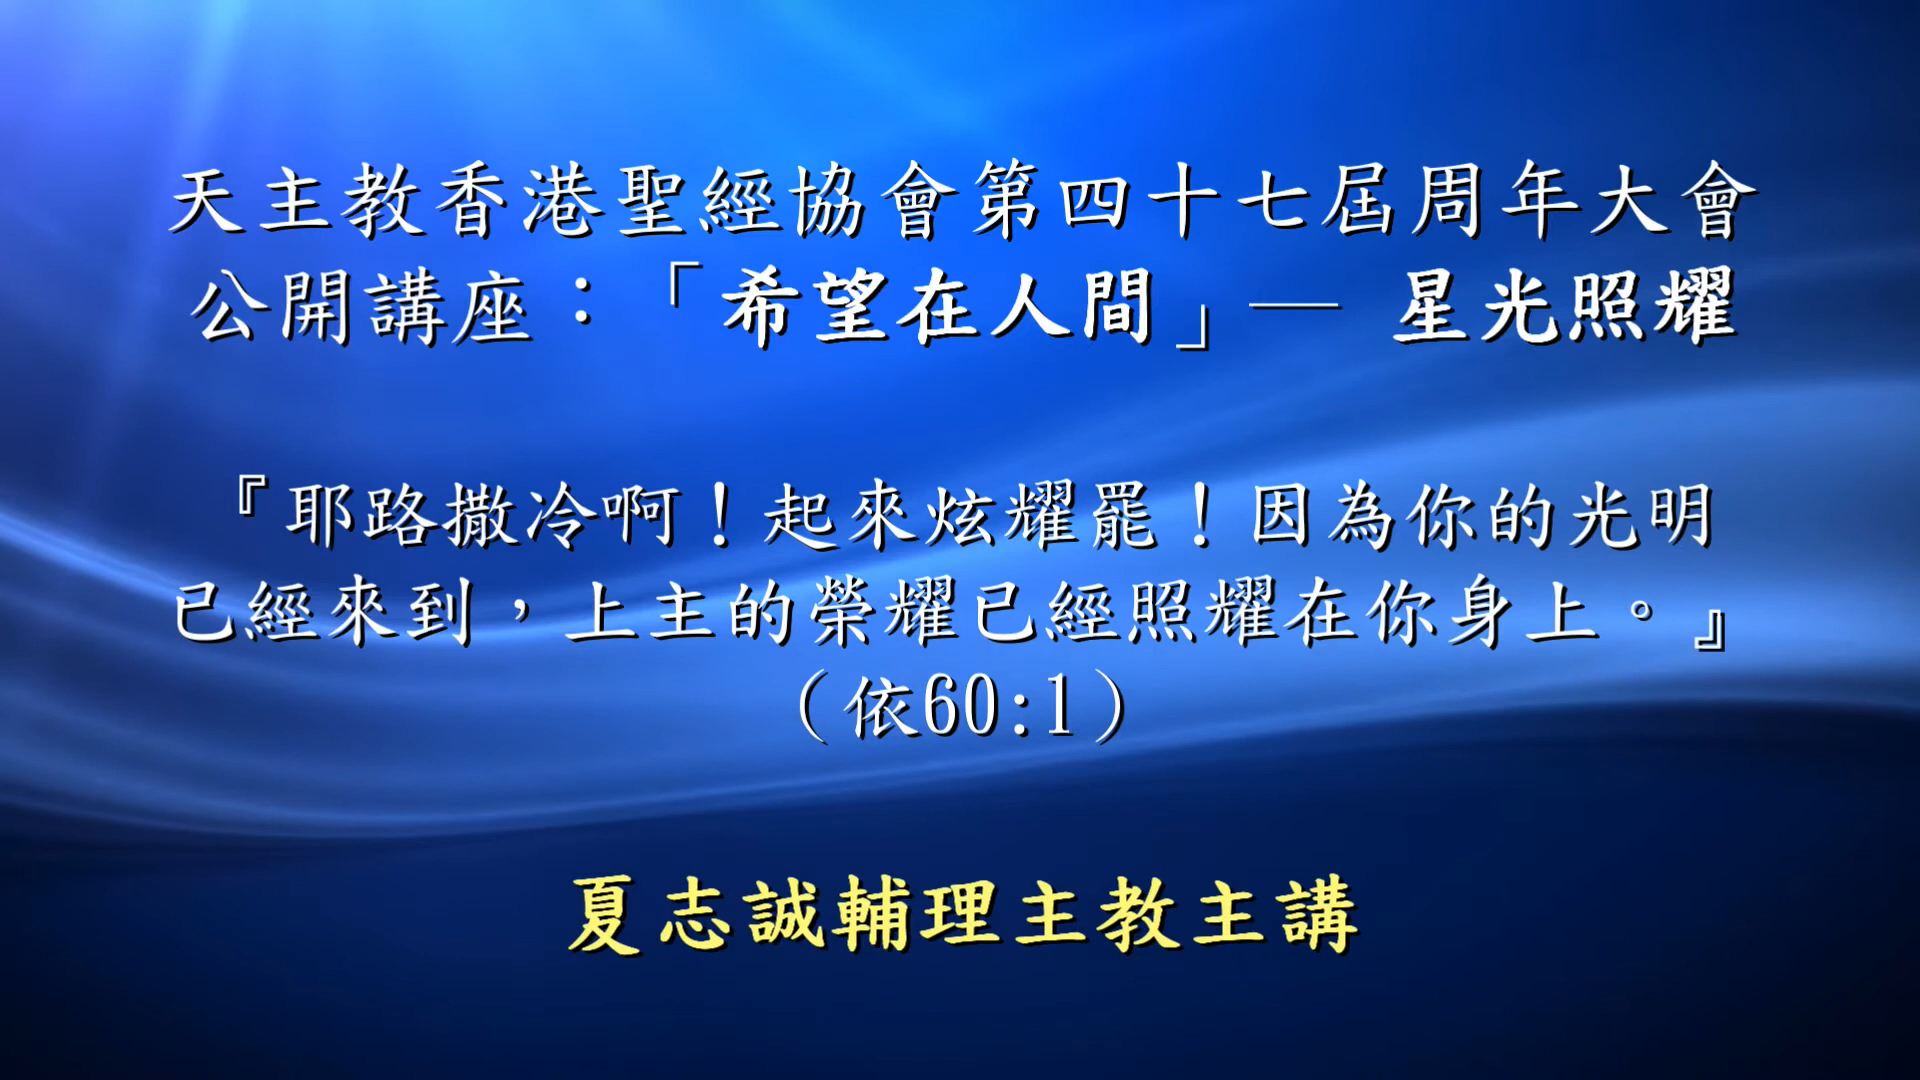 天主教香港聖經協會第四十七屆周年大會
公開講座：「希望在人間」— 星光照耀
『耶路撒冷啊！起來炫耀罷！因為你的光明
已經來到，上主的榮耀已經照耀在你身上。』
（依60:1）
夏志誠輔理主教主講